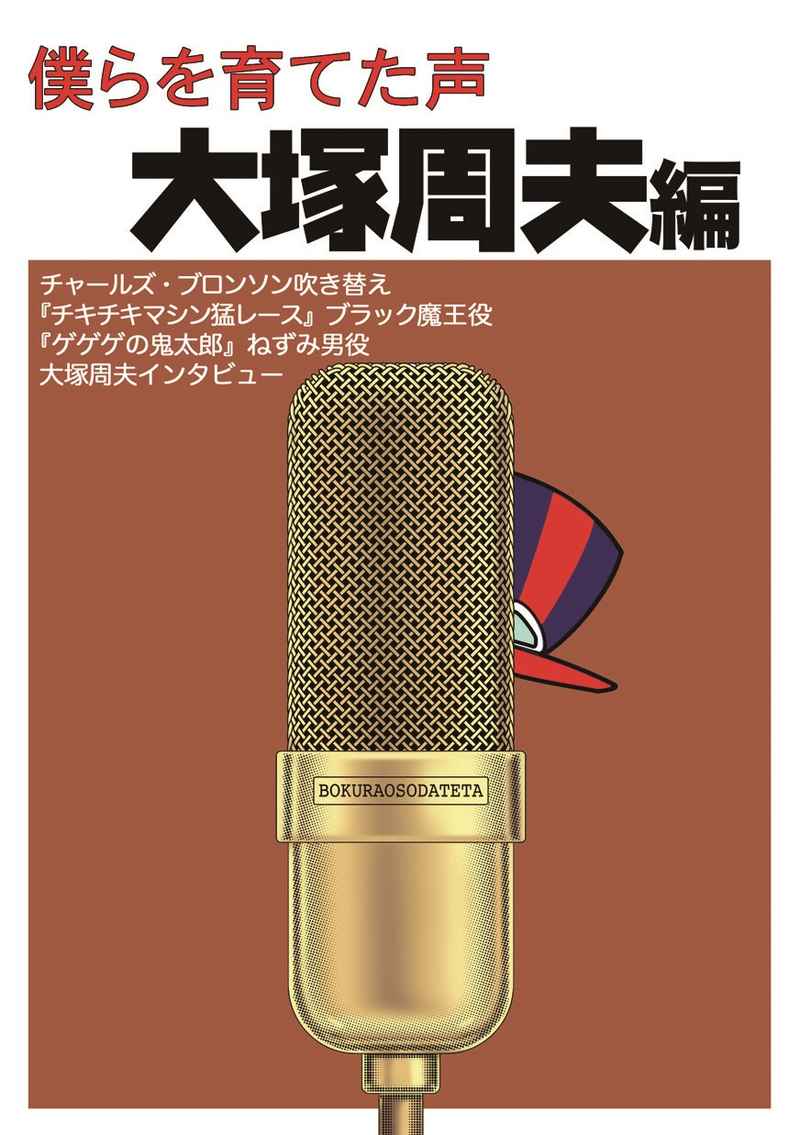 僕らを育てた声
大塚周夫編
チャールズ・ブロンソン吹き替え
『チキチキマシン猛レース』ブラック魔王役
『ゲゲゲの鬼太郎』ねずみ男役
大塚周夫インタビュー
BOKURAOSODATETA